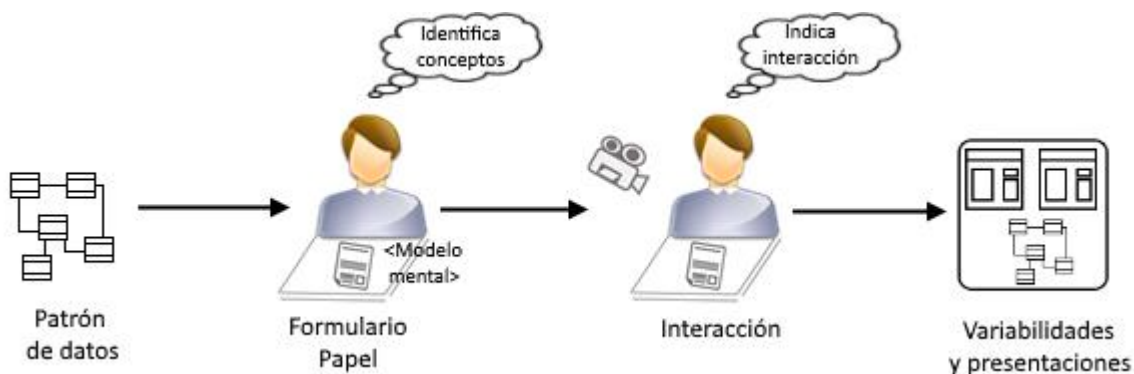 Identifica
conceptos
Indica
interacción
<Modelo
mental>
Patrón
de datos
Formulario
Papel
Interacción
Variabilidades
y presentaciones